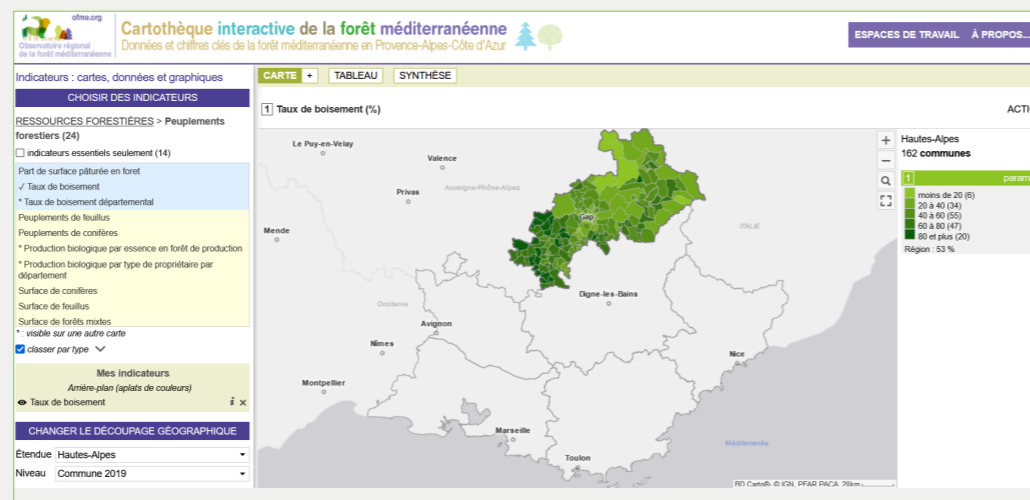 ofme.org
Observatoire régional
de la forêt méditerranéenne
Cartothèque interactive de la forêt méditerranéenne
Données et chiffres clés de la forêt méditerranéenne en Provence-Alpes-Côte d'Azur
ESPACES DE TRAVAIL À PROPOS...
Indicateurs : cartes, données et graphiques
CHOISIR DES INDICATEURS
RESSOURCES FORESTIÈRES > Peuplements
forestiers (24)
indicateurs essentiels seulement (14)
Part de surface pâturée en foret
✓ Taux de boisement
* Taux de boisement départemental
Peuplements de feuillus
Peuplements de conifères
* Production biologique par essence en forêt de production
* Production biologique par type de propriétaire par
département
Surface de conifères
Surface de feuillus
Surface de forêts mixtes
* : visible sur une autre carte
classer par type
Mes indicateurs
Arrière-plan (aplats de couleurs)
Taux de boisement i ×
CHANGER LE DÉCOUPAGE GÉOGRAPHIQUE
Étendue Hautes-Alpes
Niveau Commune 2019
CARTE + TABLEAU SYNTHÈSE
1 Taux de boisement (%)
ACTI
Le Puy-en-Velay
Valence
Privas
Auvergne-Rhône-Alpes
Mende
Gap
ITALIE
Digne-les-Bains
Occitanie
Avignon
Nîmes
Nice
Montpellier
Marseille
Méditerranée
Toulon
BD Carto®- © IGN, PFAR PACA 20km
+
−
Hautes-Alpes
162 communes
1 param
moins de 20 (6)
20 à 40 (34)
40 à 60 (55)
60 à 80 (47)
80 et plus (20)
Région : 53 %